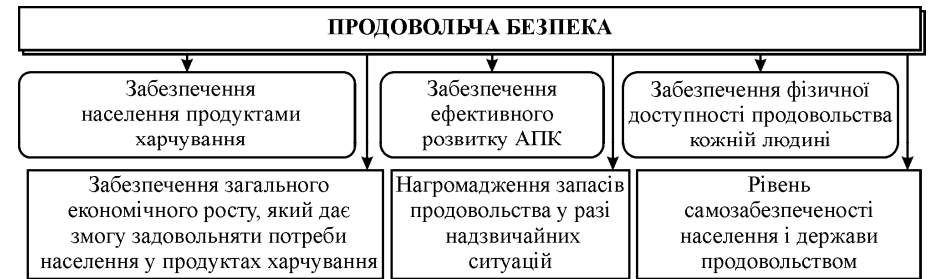 ПРОДОВОЛЬЧА БЕЗПЕКА
Забезпечення
населення продуктами
харчування
Забезпечення
ефективного
розвитку АПК
Забезпечення фізичної
доступності продовольства
кожній людині
Забезпечення загального
економічного росту, який дає
змогу задовольняти потреби
населення у продуктах харчування
Нагромадження запасів
продовольства у разі
надзвичайних
ситуацій
Рівень
самозабезпеченості
населення і держави
продовольством